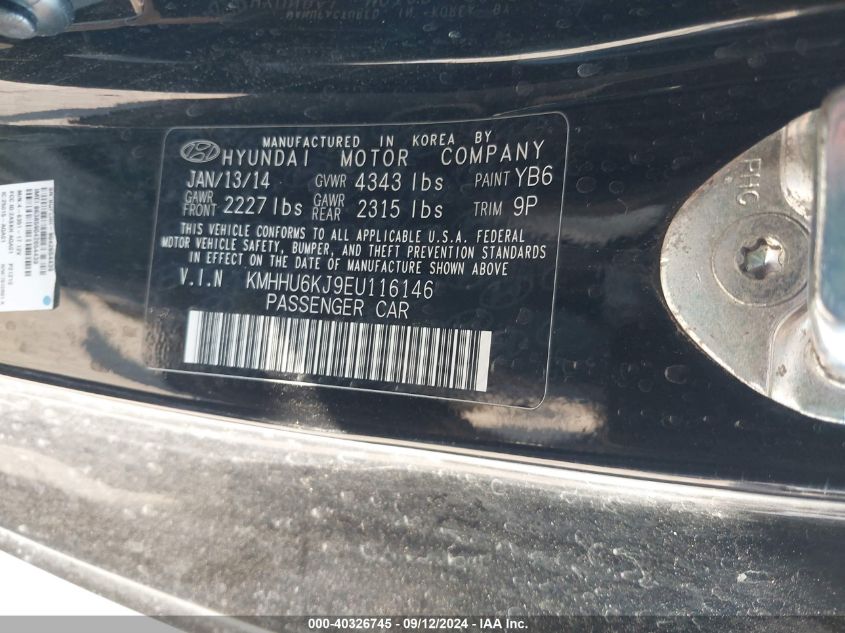 MANUFACTURED IN KOREA BY
HYUNDAI MOTOR COMPANY
JAN/13/14 GVWR 4343 lbs PAINT YB6
GAWR FRONT 2227 lbs GAWR REAR 2315 lbs TRIM 9P
THIS VEHICLE CONFORMS TO ALL APPLICABLE FEDERAL
MOTOR VEHICLE SAFETY, BUMPER, AND THEFT PREVENTION STANDARDS
IN EFFECT ON THE DATE OF MANUFACTURE SHOWN ABOVE
V.I.N KMHHU6KJ9EU116146
PASSENGER CAR
PHC
000-40326745 - 09/12/2024 - IAA Inc.